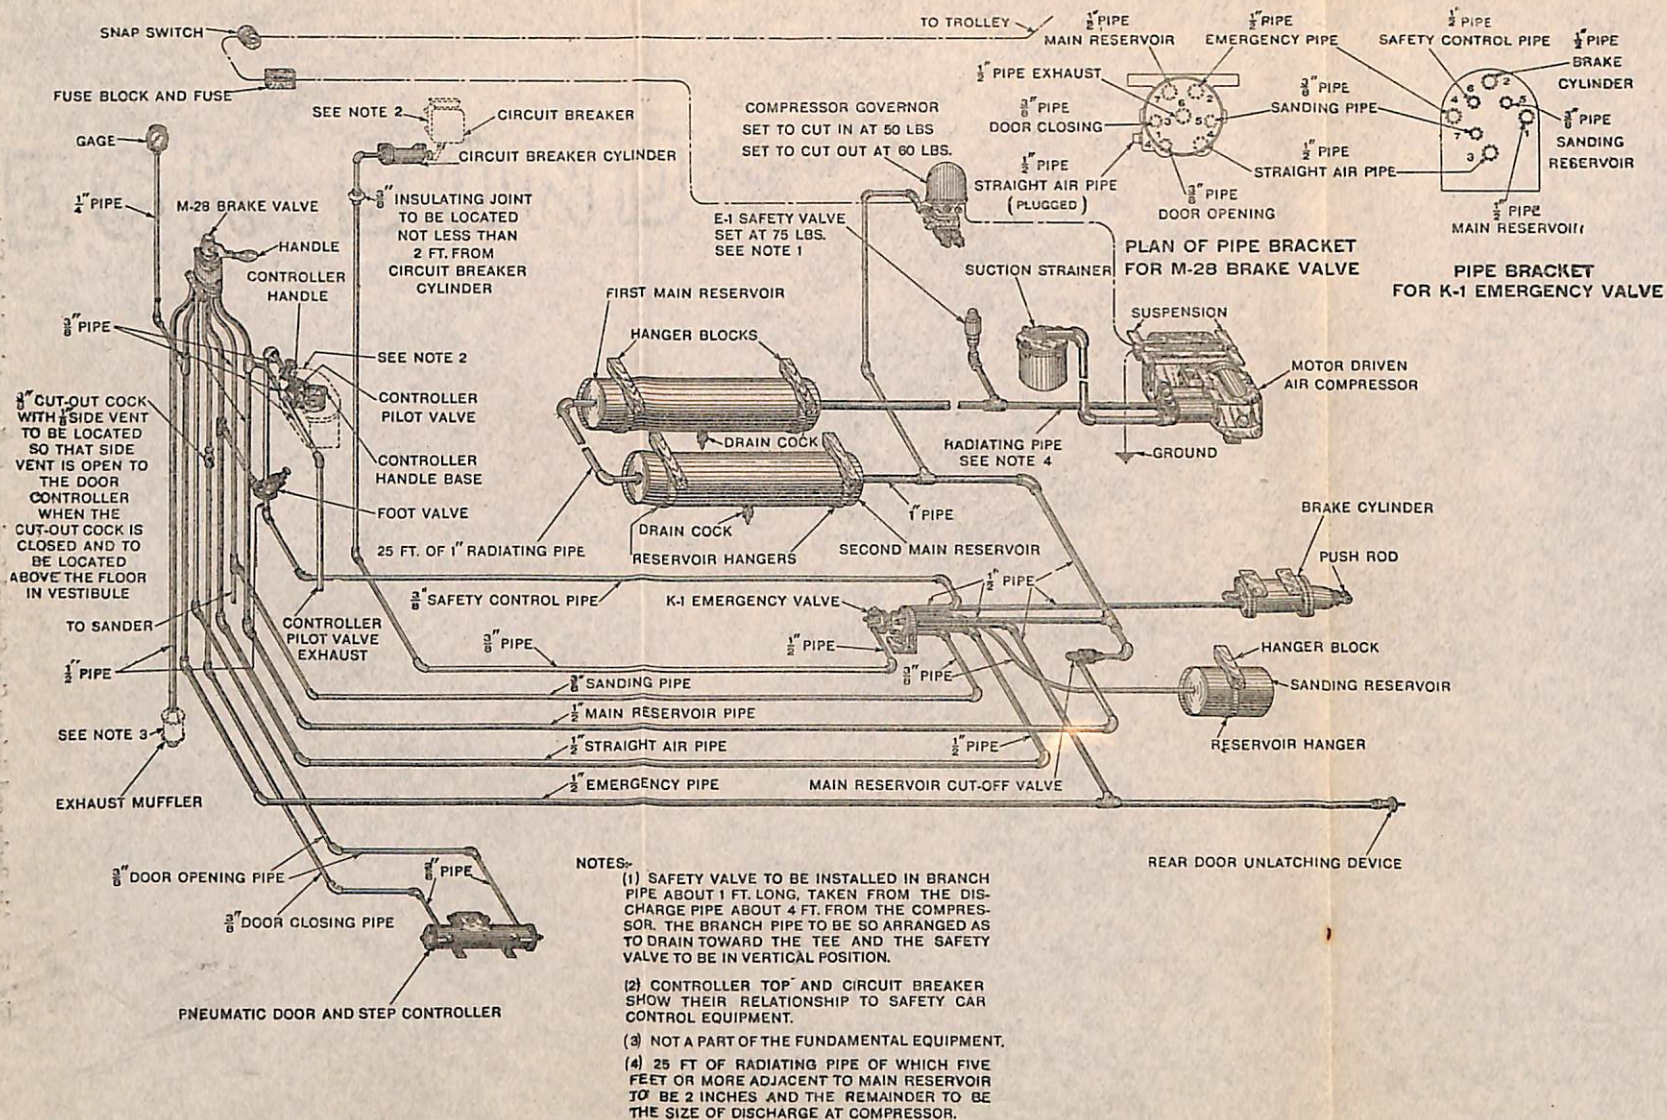 SNAP SWITCH
TO TROLLEY
FUSE BLOCK AND FUSE
GAGE
1/4" PIPE
SEE NOTE 2
CIRCUIT BREAKER
CIRCUIT BREAKER CYLINDER
3/8" INSULATING JOINT
TO BE LOCATED
NOT LESS THAN
2 FT. FROM
CIRCUIT BREAKER
CYLINDER
M-28 BRAKE VALVE
HANDLE
CONTROLLER
HANDLE
3/8" PIPE
SEE NOTE 2
CONTROLLER
PILOT VALVE
CONTROLLER
HANDLE BASE
FOOT VALVE
3/8" CUT-OUT COCK
WITH 1/8" SIDE VENT
TO BE LOCATED
SO THAT SIDE
VENT IS OPEN TO
THE DOOR
CONTROLLER
WHEN THE
CUT-OUT COCK IS
CLOSED AND TO
BE LOCATED
ABOVE THE FLOOR
IN VESTIBULE
TO SANDER
CONTROLLER
PILOT VALVE
EXHAUST
1/2" PIPE
SEE NOTE 3
EXHAUST MUFFLER
COMPRESSOR GOVERNOR
SET TO CUT IN AT 50 LBS
SET TO CUT OUT AT 60 LBS.
E-1 SAFETY VALVE
SET AT 75 LBS.
SEE NOTE 1
FIRST MAIN RESERVOIR
HANGER BLOCKS
DRAIN COCK
DRAIN COCK
25 FT. OF 1" RADIATING PIPE
RESERVOIR HANGERS
SECOND MAIN RESERVOIR
1" PIPE
RADIATING PIPE
SEE NOTE 4
SUCTION STRAINER
SUSPENSION
MOTOR DRIVEN
AIR COMPRESSOR
GROUND
1/2" PIPE
MAIN RESERVOIR
1/2" PIPE
EMERGENCY PIPE
1/2" PIPE EXHAUST
3/8" PIPE
DOOR CLOSING
1/2" PIPE
STRAIGHT AIR PIPE
(PLUGGED)
3/8" PIPE
DOOR OPENING
3/8" PIPE
SANDING PIPE
1/2" PIPE
STRAIGHT AIR PIPE
7 2
6
3 5
1 4
4
PLAN OF PIPE BRACKET
FOR M-28 BRAKE VALVE
1/2" PIPE
SAFETY CONTROL PIPE
1/2" PIPE
BRAKE
CYLINDER
3/8" PIPE
SANDING
RESERVOIR
1/2" PIPE
MAIN RESERVOIR
2
6 5
4 1
7
3
PIPE BRACKET
FOR K-1 EMERGENCY VALVE
BRAKE CYLINDER
PUSH ROD
3/8" SAFETY CONTROL PIPE
K-1 EMERGENCY VALVE
1/2" PIPE
1/2" PIPE
3/8" PIPE
3/8" PIPE
HANGER BLOCK
SANDING RESERVOIR
RESERVOIR HANGER
3/8" SANDING PIPE
1/2" MAIN RESERVOIR PIPE
1/2" STRAIGHT AIR PIPE
1/2" PIPE
1/2" EMERGENCY PIPE
MAIN RESERVOIR CUT-OFF VALVE
REAR DOOR UNLATCHING DEVICE
3/8" DOOR OPENING PIPE
3/8" PIPE
3/8" DOOR CLOSING PIPE
PNEUMATIC DOOR AND STEP CONTROLLER
NOTES:-
(1) SAFETY VALVE TO BE INSTALLED IN BRANCH
PIPE ABOUT 1 FT. LONG, TAKEN FROM THE DIS-
CHARGE PIPE ABOUT 4 FT. FROM THE COMPRES-
SOR. THE BRANCH PIPE TO BE SO ARRANGED AS
TO DRAIN TOWARD THE TEE AND THE SAFETY
VALVE TO BE IN VERTICAL POSITION.
(2) CONTROLLER TOP AND CIRCUIT BREAKER
SHOW THEIR RELATIONSHIP TO SAFETY CAR
CONTROL EQUIPMENT.
(3) NOT A PART OF THE FUNDAMENTAL EQUIPMENT.
(4) 25 FT OF RADIATING PIPE OF WHICH FIVE
FEET OR MORE ADJACENT TO MAIN RESERVOIR
TO BE 2 INCHES AND THE REMAINDER TO BE
THE SIZE OF DISCHARGE AT COMPRESSOR.